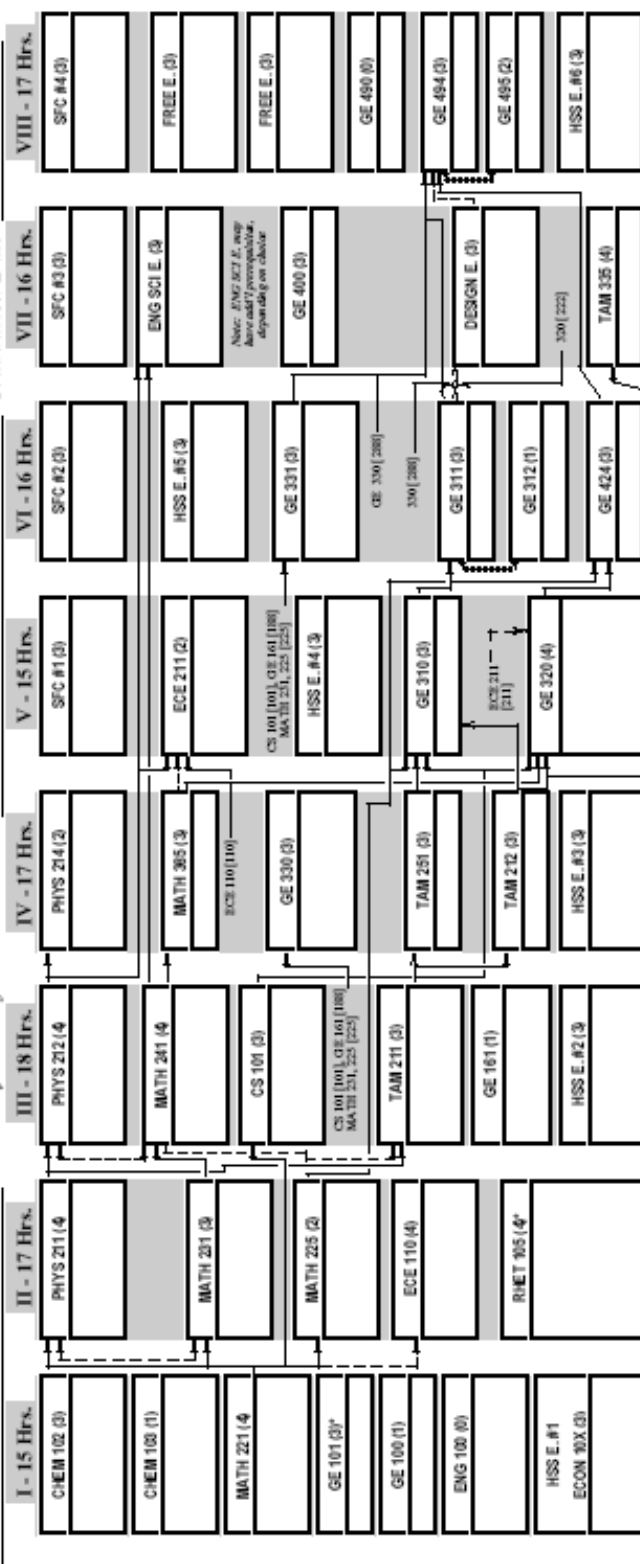 I - 15 Hrs.
CHEM 102 (3)
CHEM 103 (1)
MATH 221 (4)
GE 101 (3)*
GE 100 (1)
ENG 100 (0)
HSS E. #1
ECON 10X (3)
II - 17 Hrs.
PHYS 211 (4)
MATH 231 (3)
MATH 225 (2)
ECE 110 (4)
RHET 105 (4)*
III - 18 Hrs.
PHYS 212 (4)
MATH 241 (4)
CS 101 (3)
CS 101 [101], GE 161 [188]
MATH 231, 225 [225]
TAM 211 (3)
GE 161 (1)
HSS E. #2 (3)
IV - 17 Hrs.
PHYS 214 (2)
MATH 385 (3)
ECE 110 [110]
GE 330 (3)
TAM 251 (3)
TAM 212 (3)
HSS E. #3 (3)
V - 15 Hrs.
SFC #1 (3)
ECE 211 (2)
CS 101 [101], GE 161 [188]
MATH 231, 225 [225]
HSS E. #4 (3)
GE 310 (3)
ECE 211
[211]
GE 320 (4)
VI - 16 Hrs.
SFC #2 (3)
HSS E. #5 (3)
GE 331 (3)
GE 330 [288]
330 [288]
GE 311 (3)
GE 312 (1)
GE 424 (3)
VII - 16 Hrs.
SFC #3 (3)
ENG SCI E. (3)
Note: ENG SCI E. may
have add'l prerequisites,
depending on choice
GE 400 (3)
DESIGN E. (3)
320 [222]
TAM 335 (4)
VIII - 17 Hrs.
SFC #4 (3)
FREE E. (3)
FREE E. (3)
GE 490 (0)
GE 494 (3)
GE 495 (2)
HSS E. #6 (3)